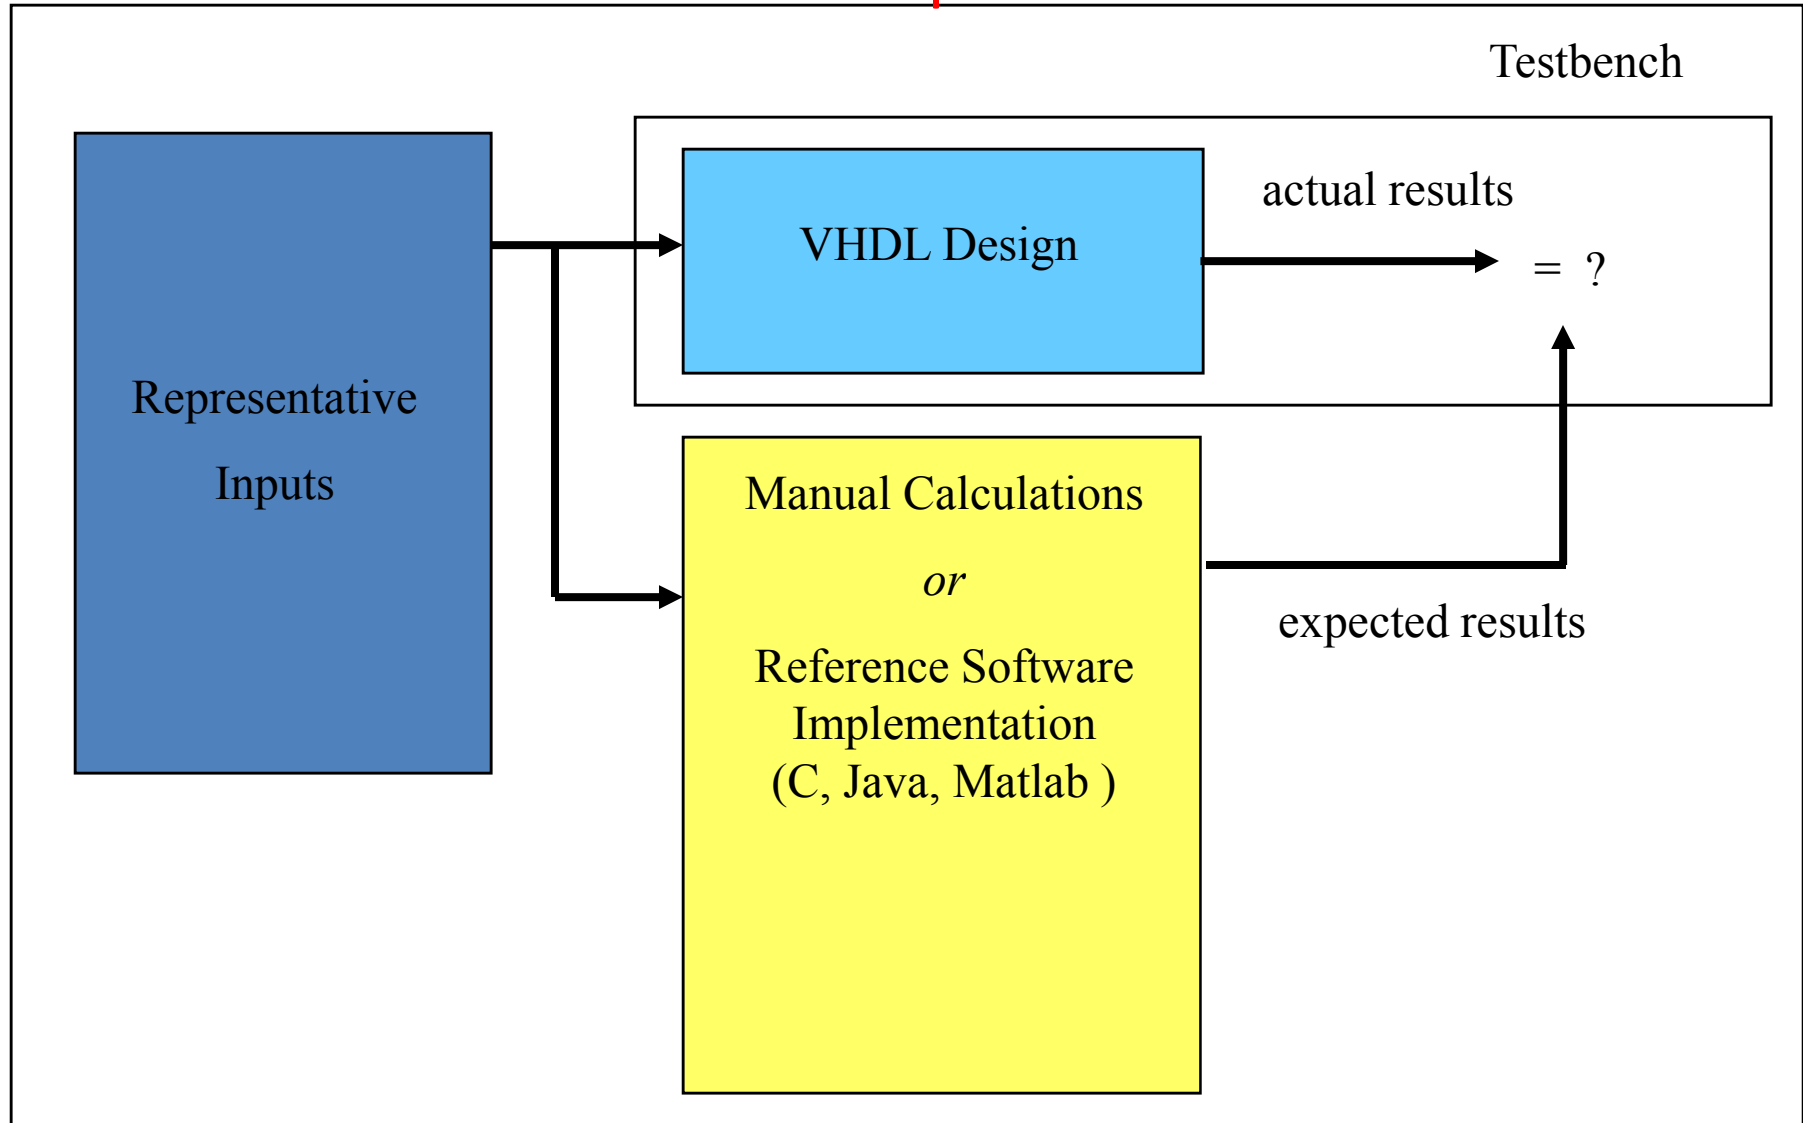 Testbench
Representative
Inputs
VHDL Design
actual results
= ?
Manual Calculations
or
Reference Software
Implementation
(C, Java, Matlab )
expected results